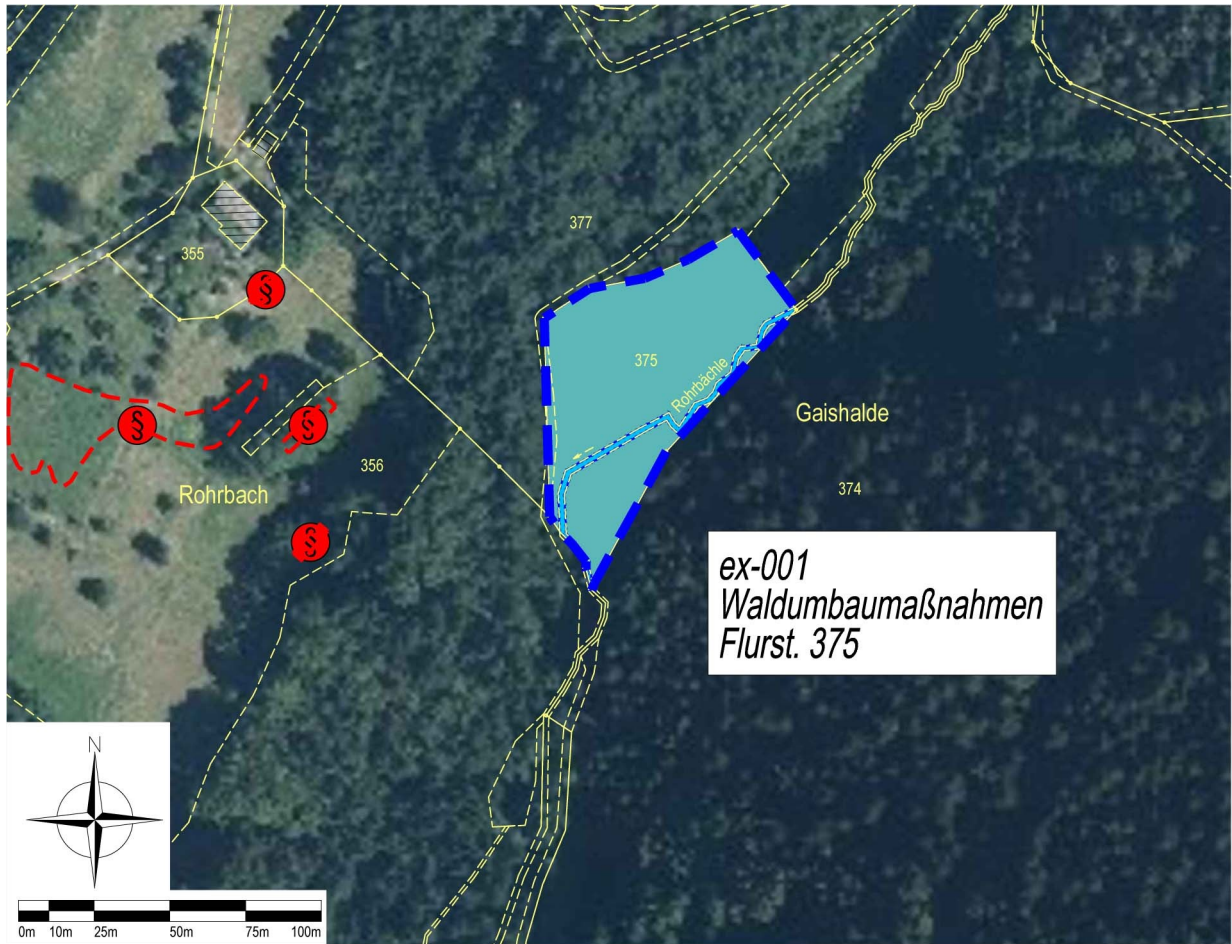 377
355
§
375
Rohrbächle
§
§
Gaishalde
356
374
Rohrbach
§
ex-001
Waldumbaumaßnahmen
Flurst. 375
N
0m 10m 25m 50m 75m 100m